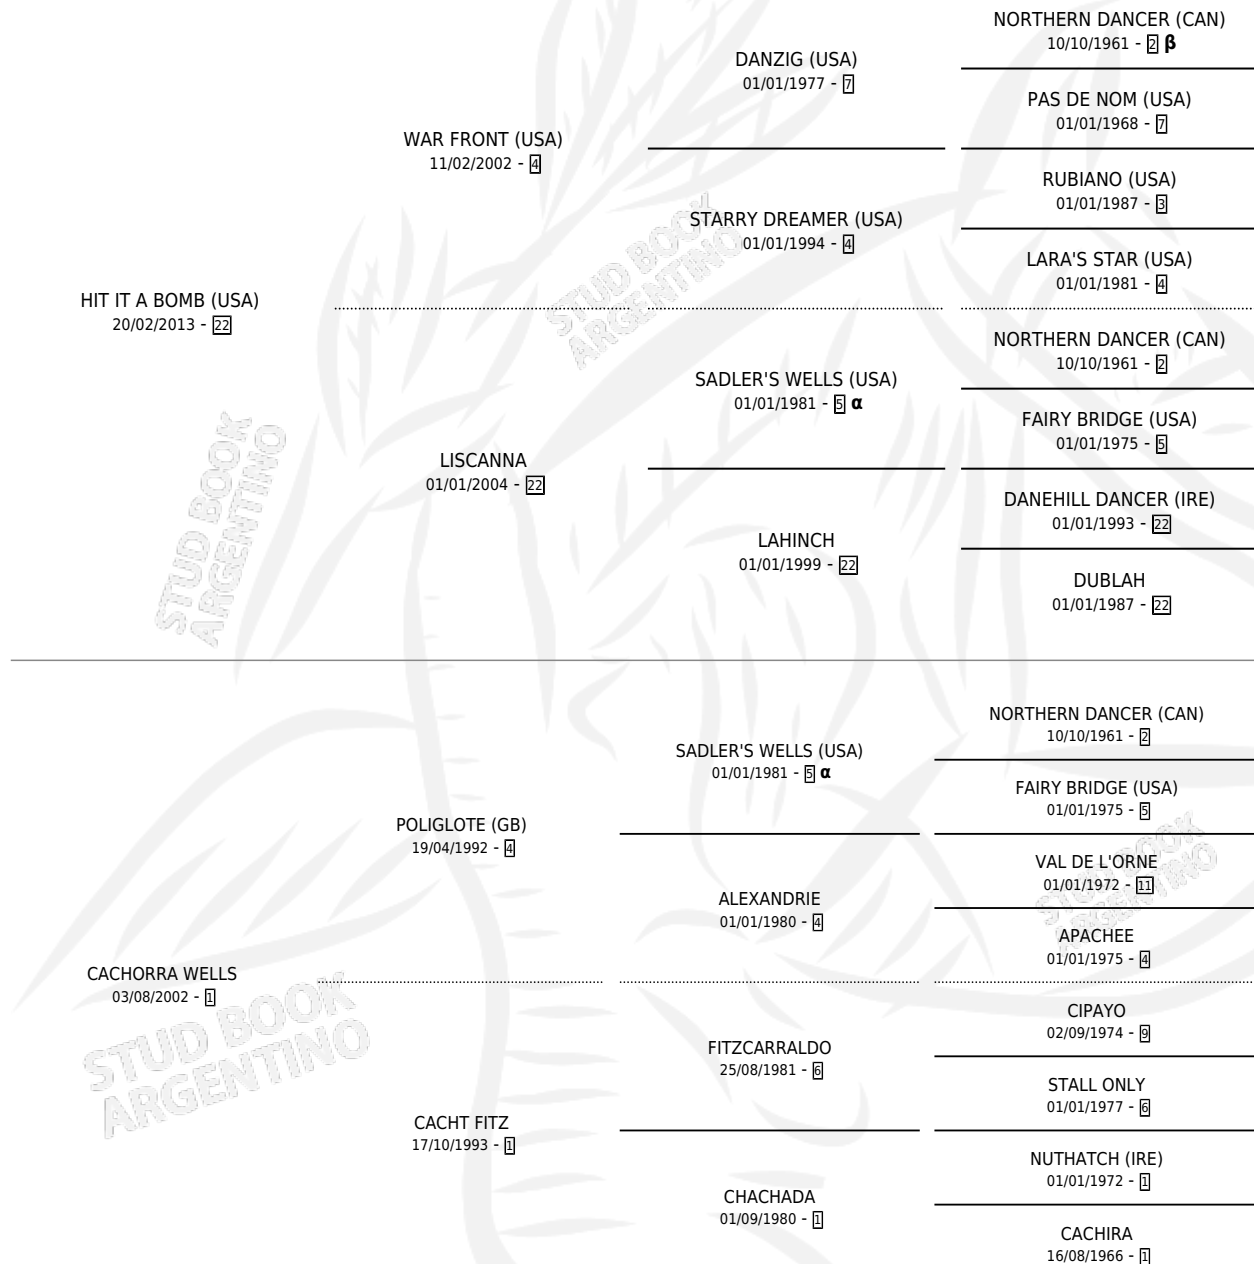 NORTHERN DANCER (CAN)
10/10/1961 - 2 β
DANZIG (USA)
01/01/1977 - 7
PAS DE NOM (USA)
01/01/1968 - 7
WAR FRONT (USA)
11/02/2002 - 4
RUBIANO (USA)
01/01/1987 - 3
STARRY DREAMER (USA)
01/01/1994 - 4
LARA'S STAR (USA)
01/01/1981 - 4
HIT IT A BOMB (USA)
20/02/2013 - 22
NORTHERN DANCER (CAN)
10/10/1961 - 2
SADLER'S WELLS (USA)
01/01/1981 - 5 α
FAIRY BRIDGE (USA)
01/01/1975 - 5
LISCANNA
01/01/2004 - 22
DANEHILL DANCER (IRE)
01/01/1993 - 22
LAHINCH
01/01/1999 - 22
DUBLAH
01/01/1987 - 22
NORTHERN DANCER (CAN)
10/10/1961 - 2
SADLER'S WELLS (USA)
01/01/1981 - 5 α
FAIRY BRIDGE (USA)
01/01/1975 - 5
POLIGLOTE (GB)
19/04/1992 - 4
VAL DE L'ORNE
01/01/1972 - 11
ALEXANDRIE
01/01/1980 - 4
APACHEE
01/01/1975 - 4
CACHORRA WELLS
03/08/2002 - 1
CIPAYO
02/09/1974 - 9
FITZCARRALDO
25/08/1981 - 6
STALL ONLY
01/01/1977 - 6
CACHT FITZ
17/10/1993 - 1
NUTHATCH (IRE)
01/01/1972 - 1
CHACHADA
01/09/1980 - 1
CACHIRA
16/08/1966 - 1
STUD BOOK
ARGENTINO
STUD BOOK
ARGENTINO
STUD BOOK
ARGENTINO
STUD BOOK
ARGENTINO